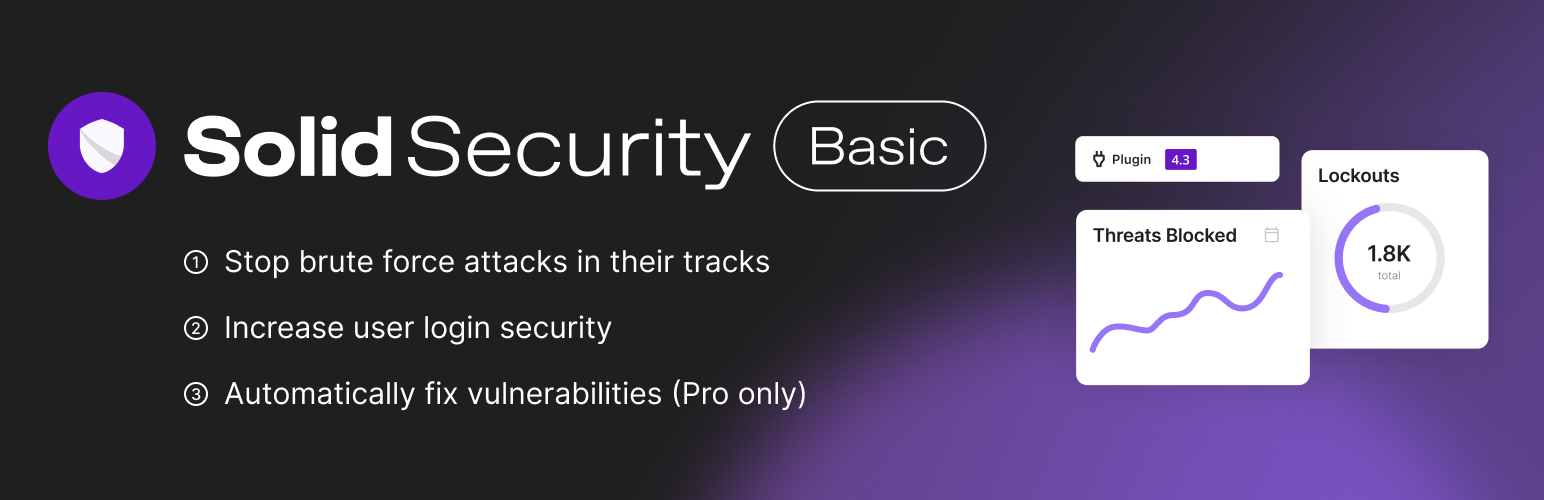 Solid Security Basic
① Stop brute force attacks in their tracks
② Increase user login security
③ Automatically fix vulnerabilities (Pro only)
Plugin 4.3
Lockouts
1.8K
total
Threats Blocked